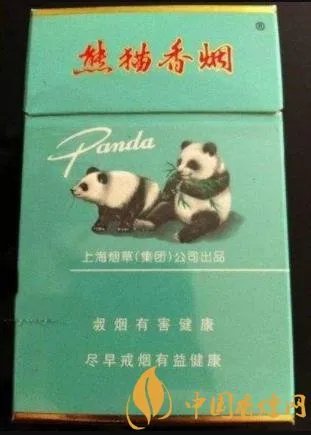 熊猫香烟®
Panda
上海烟草(集团)公司出品
叔烟有害健康
尽早戒烟有益健康
中国香烟网